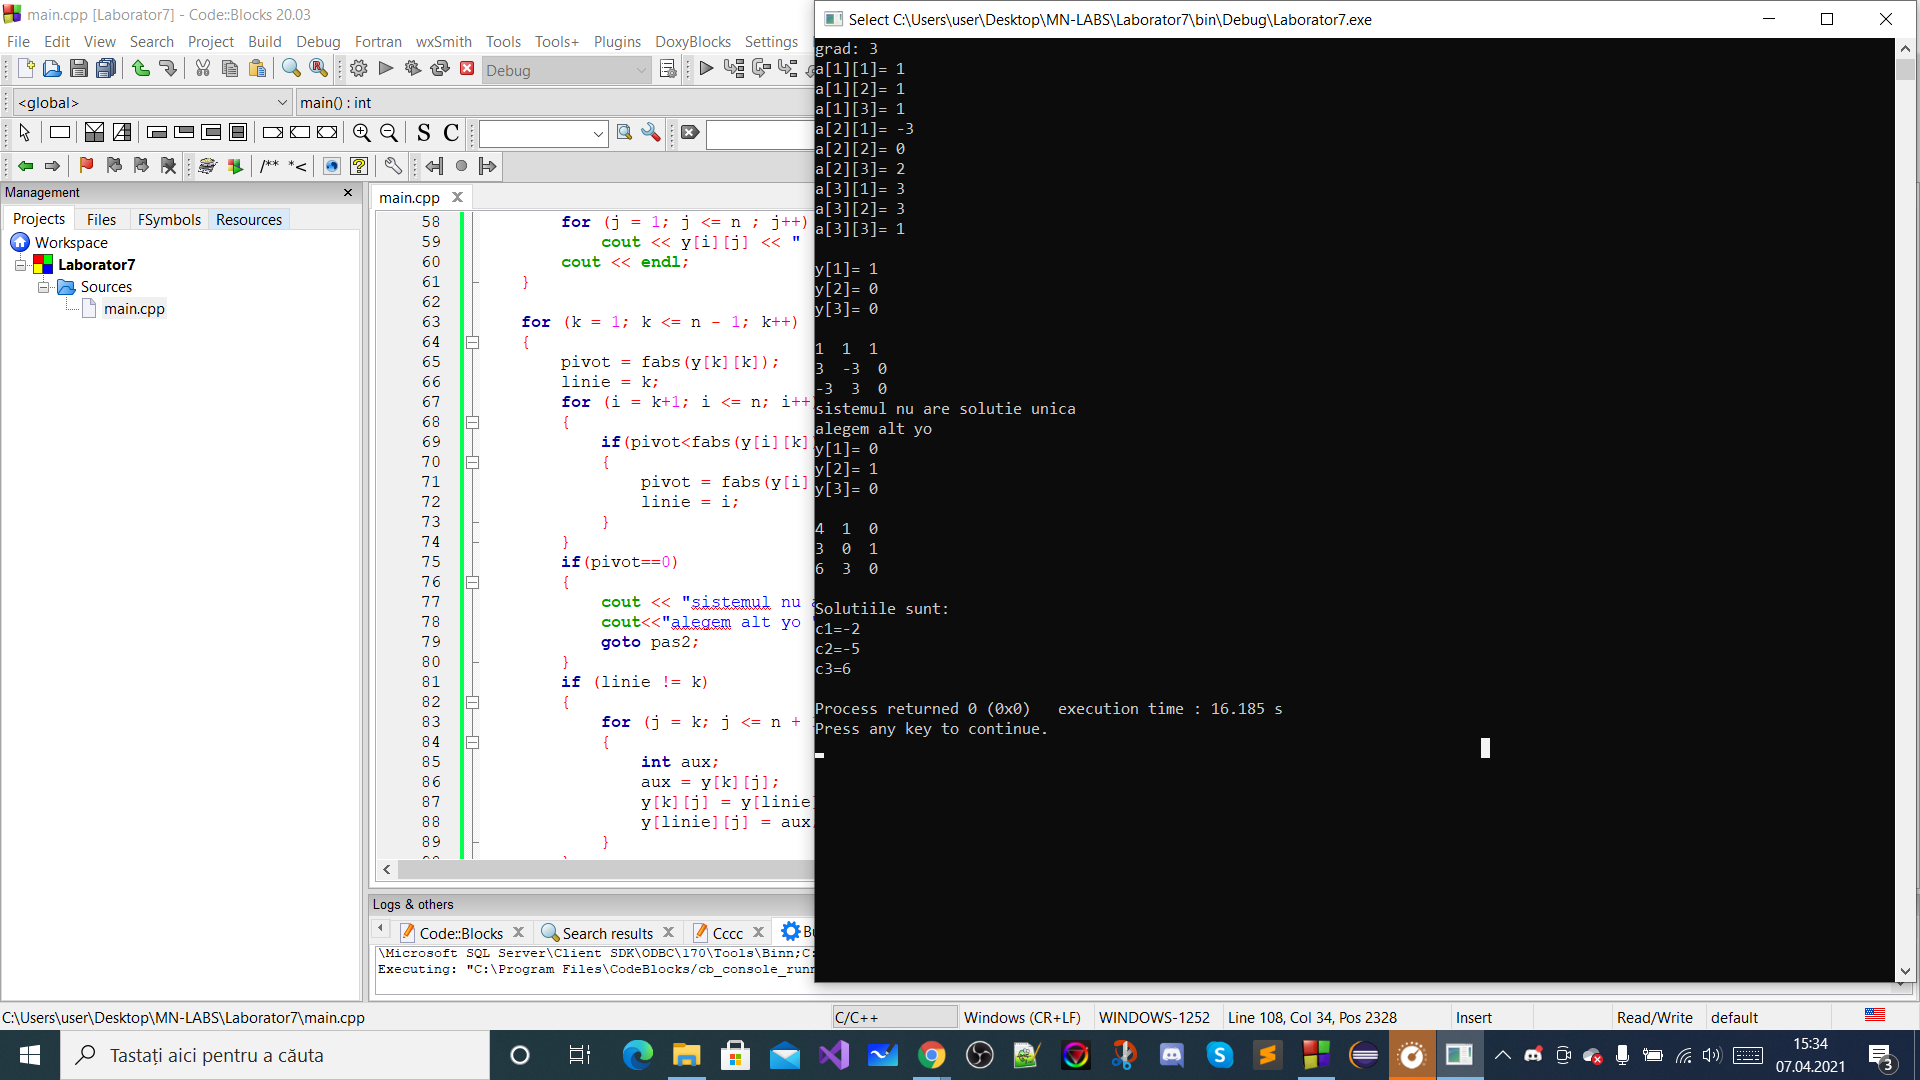 main.cpp [Laborator7] - Code::Blocks 20.03
File Edit View Search Project Build Debug Fortran wxSmith Tools Tools+ Plugins DoxyBlocks Settings
Debug
<global> main() : int
S C
/** *<
Management
Projects Files FSymbols Resources
Workspace
Laborator7
Sources
main.cpp
main.cpp
58 for (j = 1; j <= n ; j++)
59 cout << y[i][j] << "
60 cout << endl;
61 }
62
63 for (k = 1; k <= n - 1; k++)
64 {
65 pivot = fabs(y[k][k]);
66 linie = k;
67 for (i = k+1; i <= n; i++
68 {
69 if(pivot<fabs(y[i][k]
70 {
71 pivot = fabs(y[i]
72 linie = i;
73 }
74 }
75 if(pivot==0)
76 {
77 cout << "sistemul nu
78 cout<<"alegem alt yo
79 goto pas2;
80 }
81 if (linie != k)
82 {
83 for (j = k; j <= n +
84 {
85 int aux;
86 aux = y[k][j];
87 y[k][j] = y[linie]
88 y[linie][j] = aux
89 }
Logs & others
Code::Blocks Search results Cccc
\Microsoft SQL Server\Client SDK\ODBC\170\Tools\Binn;C:
Executing: "C:\Program Files\CodeBlocks/cb_console_runn
Select C:\Users\user\Desktop\MN-LABS\Laborator7\bin\Debug\Laborator7.exe
grad: 3
a[1][1]= 1
a[1][2]= 1
a[1][3]= 1
a[2][1]= -3
a[2][2]= 0
a[2][3]= 2
a[3][1]= 3
a[3][2]= 3
a[3][3]= 1
y[1]= 1
y[2]= 0
y[3]= 0
1 1 1
3 -3 0
-3 3 0
sistemul nu are solutie unica
alegem alt yo
y[1]= 0
y[2]= 1
y[3]= 0
4 1 0
3 0 1
6 3 0
Solutiile sunt:
c1=-2
c2=-5
c3=6
Process returned 0 (0x0) execution time : 16.185 s
Press any key to continue.
C:\Users\user\Desktop\MN-LABS\Laborator7\main.cpp C/C++ Windows (CR+LF) WINDOWS-1252 Line 108, Col 34, Pos 2328 Insert Read/Write default
Tastați aici pentru a căuta
15:34
07.04.2021
3